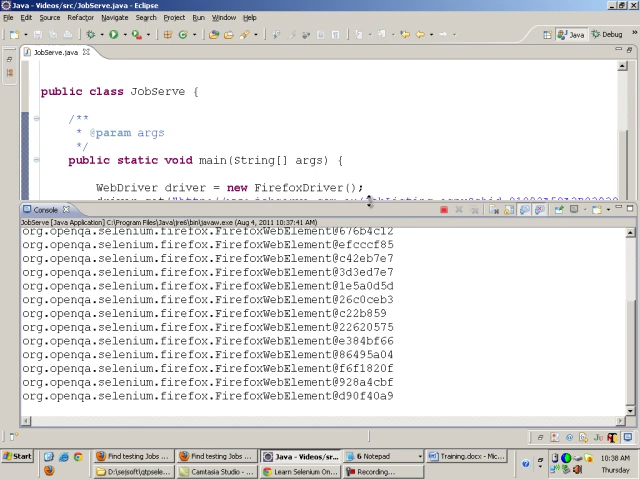 Java - Videos/src/JobServe.java - Eclipse
File Edit Source Refactor Navigate Search Project Run Window Help
Java
Debug
JobServe.java
public class JobServe {
/**
* @param args
*/
public static void main(String[] args) {
WebDriver driver = new FirefoxDriver();
Console
JobServe [Java Application] C:\Program Files\Java\jre6\bin\javaw.exe (Aug 4, 2011 10:37:41 AM)
org.openqa.selenium.firefox.FirefoxWebElement@676b4c12
org.openqa.selenium.firefox.FirefoxWebElement@efcccf85
org.openqa.selenium.firefox.FirefoxWebElement@c42eb7e7
org.openqa.selenium.firefox.FirefoxWebElement@3d3ed7e7
org.openqa.selenium.firefox.FirefoxWebElement@1e5a0d5d
org.openqa.selenium.firefox.FirefoxWebElement@26c0ceb3
org.openqa.selenium.firefox.FirefoxWebElement@c22b859
org.openqa.selenium.firefox.FirefoxWebElement@22620575
org.openqa.selenium.firefox.FirefoxWebElement@e384bf66
org.openqa.selenium.firefox.FirefoxWebElement@86495a04
org.openqa.selenium.firefox.FirefoxWebElement@f6f1820f
org.openqa.selenium.firefox.FirefoxWebElement@928a4cbf
org.openqa.selenium.firefox.FirefoxWebElement@d90f40a9
Start
Find testing Jobs ...
Find testing Jobs ...
Java - Videos/sr...
6 Notepad
Training.docx - Mic...
10:38 AM
D:\sejsoft\qtpsele...
Camtasia Studio - ...
Learn Selenium On...
Recording...
Thursday